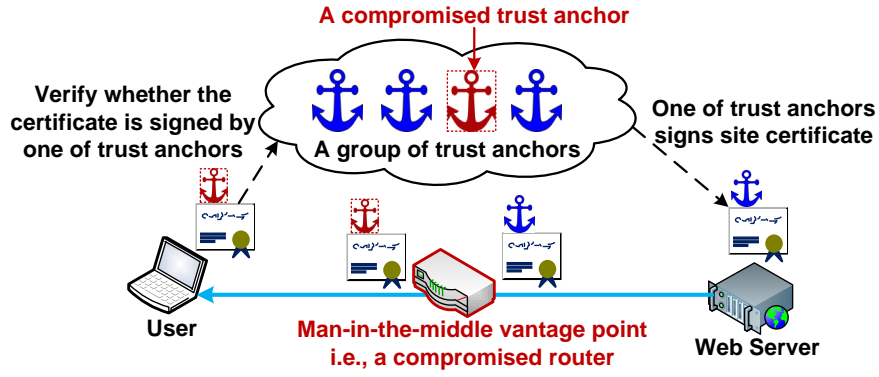 A compromised trust anchor
Verify whether the
certificate is signed by
one of trust anchors
One of trust anchors
signs site certificate
A group of trust anchors
User
Man-in-the-middle vantage point
i.e., a compromised router
Web Server